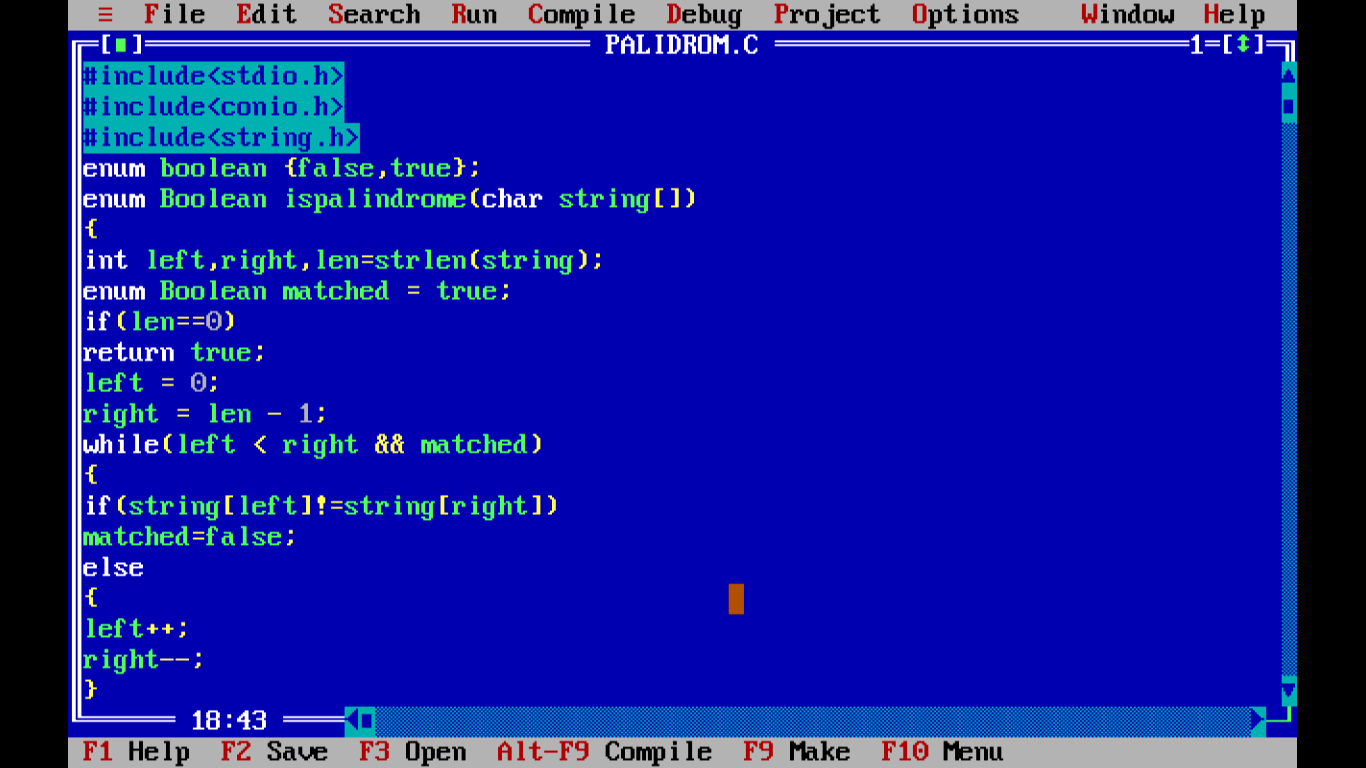 ≡ File Edit Search Run Compile Debug Project Options Window Help
[■] PALIDROM.C 1=[↕]
#include<stdio.h>
#include<conio.h>
#include<string.h>
enum boolean {false,true};
enum Boolean ispalindrome(char string[])
{
int left,right,len=strlen(string);
enum Boolean matched = true;
if(len==0)
return true;
left = 0;
right = len - 1;
while(left < right && matched)
{
if(string[left]!=string[right])
matched=false;
else
{
left++;
right--;
}
18:43
F1 Help F2 Save F3 Open Alt-F9 Compile F9 Make F10 Menu